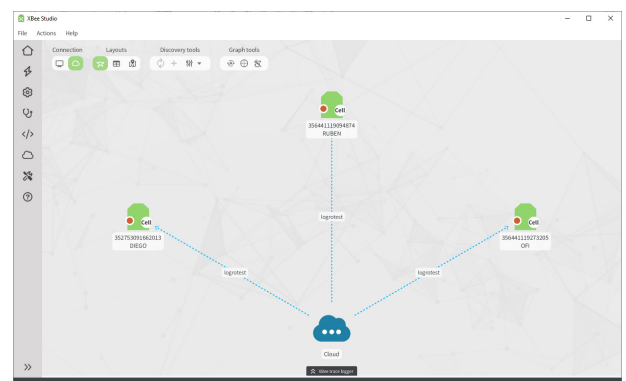 XBee Studio
File Actions Help
Connection Layouts Discovery tools Graph tools
Cell
356441119094874
RUBEN
Cell
352753091662013
DIEGO
Cell
356441119273205
OFI
logrotest
logrotest
logrotest
Cloud
View trace logger